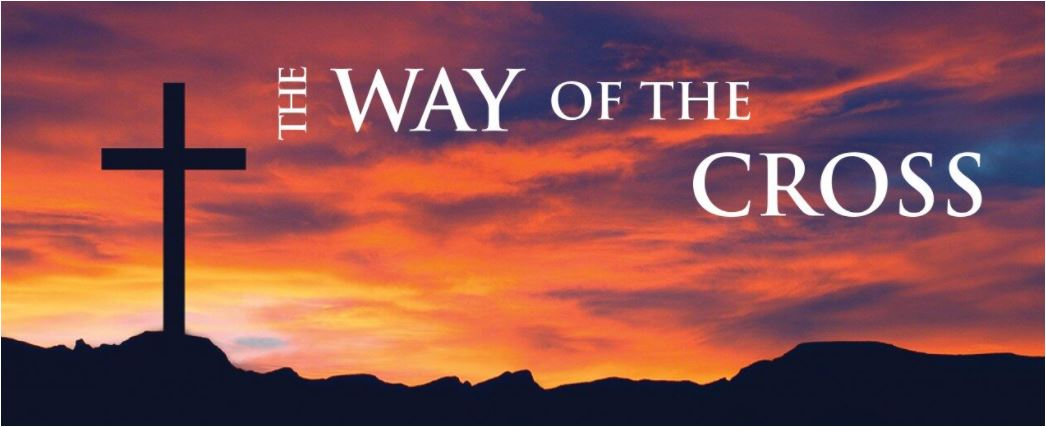 THE WAY OF THE
CROSS